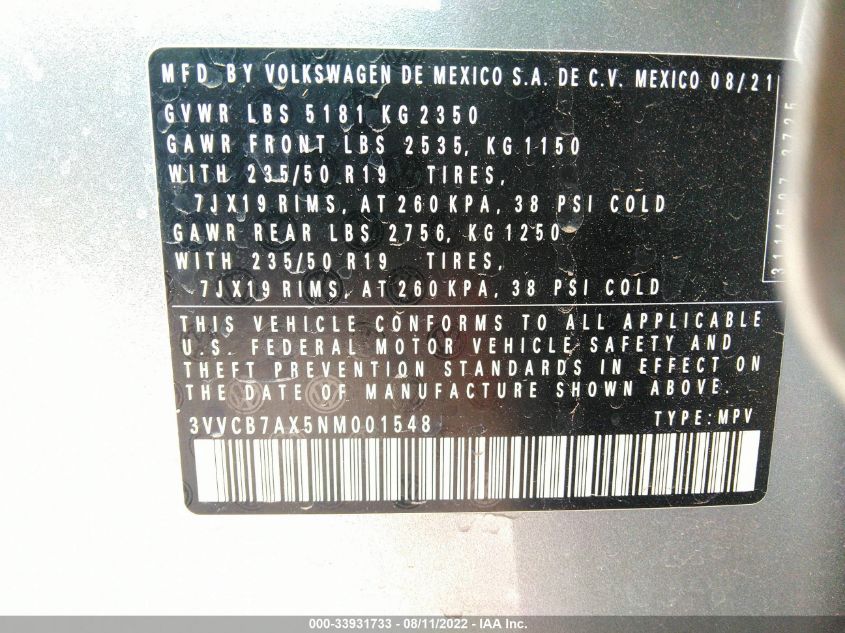 MFD. BY VOLKSWAGEN DE MEXICO S.A. DE C.V. MEXICO 08/21
GVWR LBS 5181 KG 2350
GAWR FRONT LBS 2535, KG 1150
WITH 235/50 R19 TIRES,
7JX19 RIMS, AT 260 KPA, 38 PSI COLD
GAWR REAR LBS 2756, KG 1250
WITH 235/50 R19 TIRES,
7JX19 RIMS, AT 260 KPA, 38 PSI COLD
THIS VEHICLE CONFORMS TO ALL APPLICABLE
U.S. FEDERAL MOTOR VEHICLE SAFETY AND
THEFT PREVENTION STANDARDS IN EFFECT ON
THE DATE OF MANUFACTURE SHOWN ABOVE.
3VVCB7AX5NM001548 TYPE: MPV
000-33931733 - 08/11/2022 - IAA Inc.